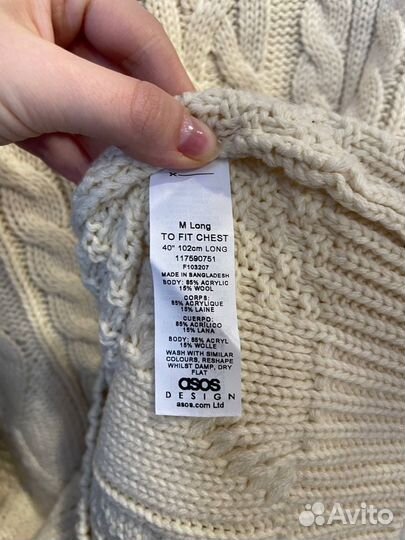 M Long
TO FIT CHEST
40" 102cm LONG
117590751
F103207
MADE IN BANGLADESH
BODY: 85% ACRYLIC
15% WOOL
CORPS:
85% ACRYLIQUE
15% LAINE
CUERPO:
85% ACRÍLICO
15% LANA
BODY: 85% ACRYL
15% WOLLE
WASH WITH SIMILAR
COLOURS, RESHAPE
WHILST DAMP, DRY
FLAT
asos
DESIGN
asos.com Ltd
Avito